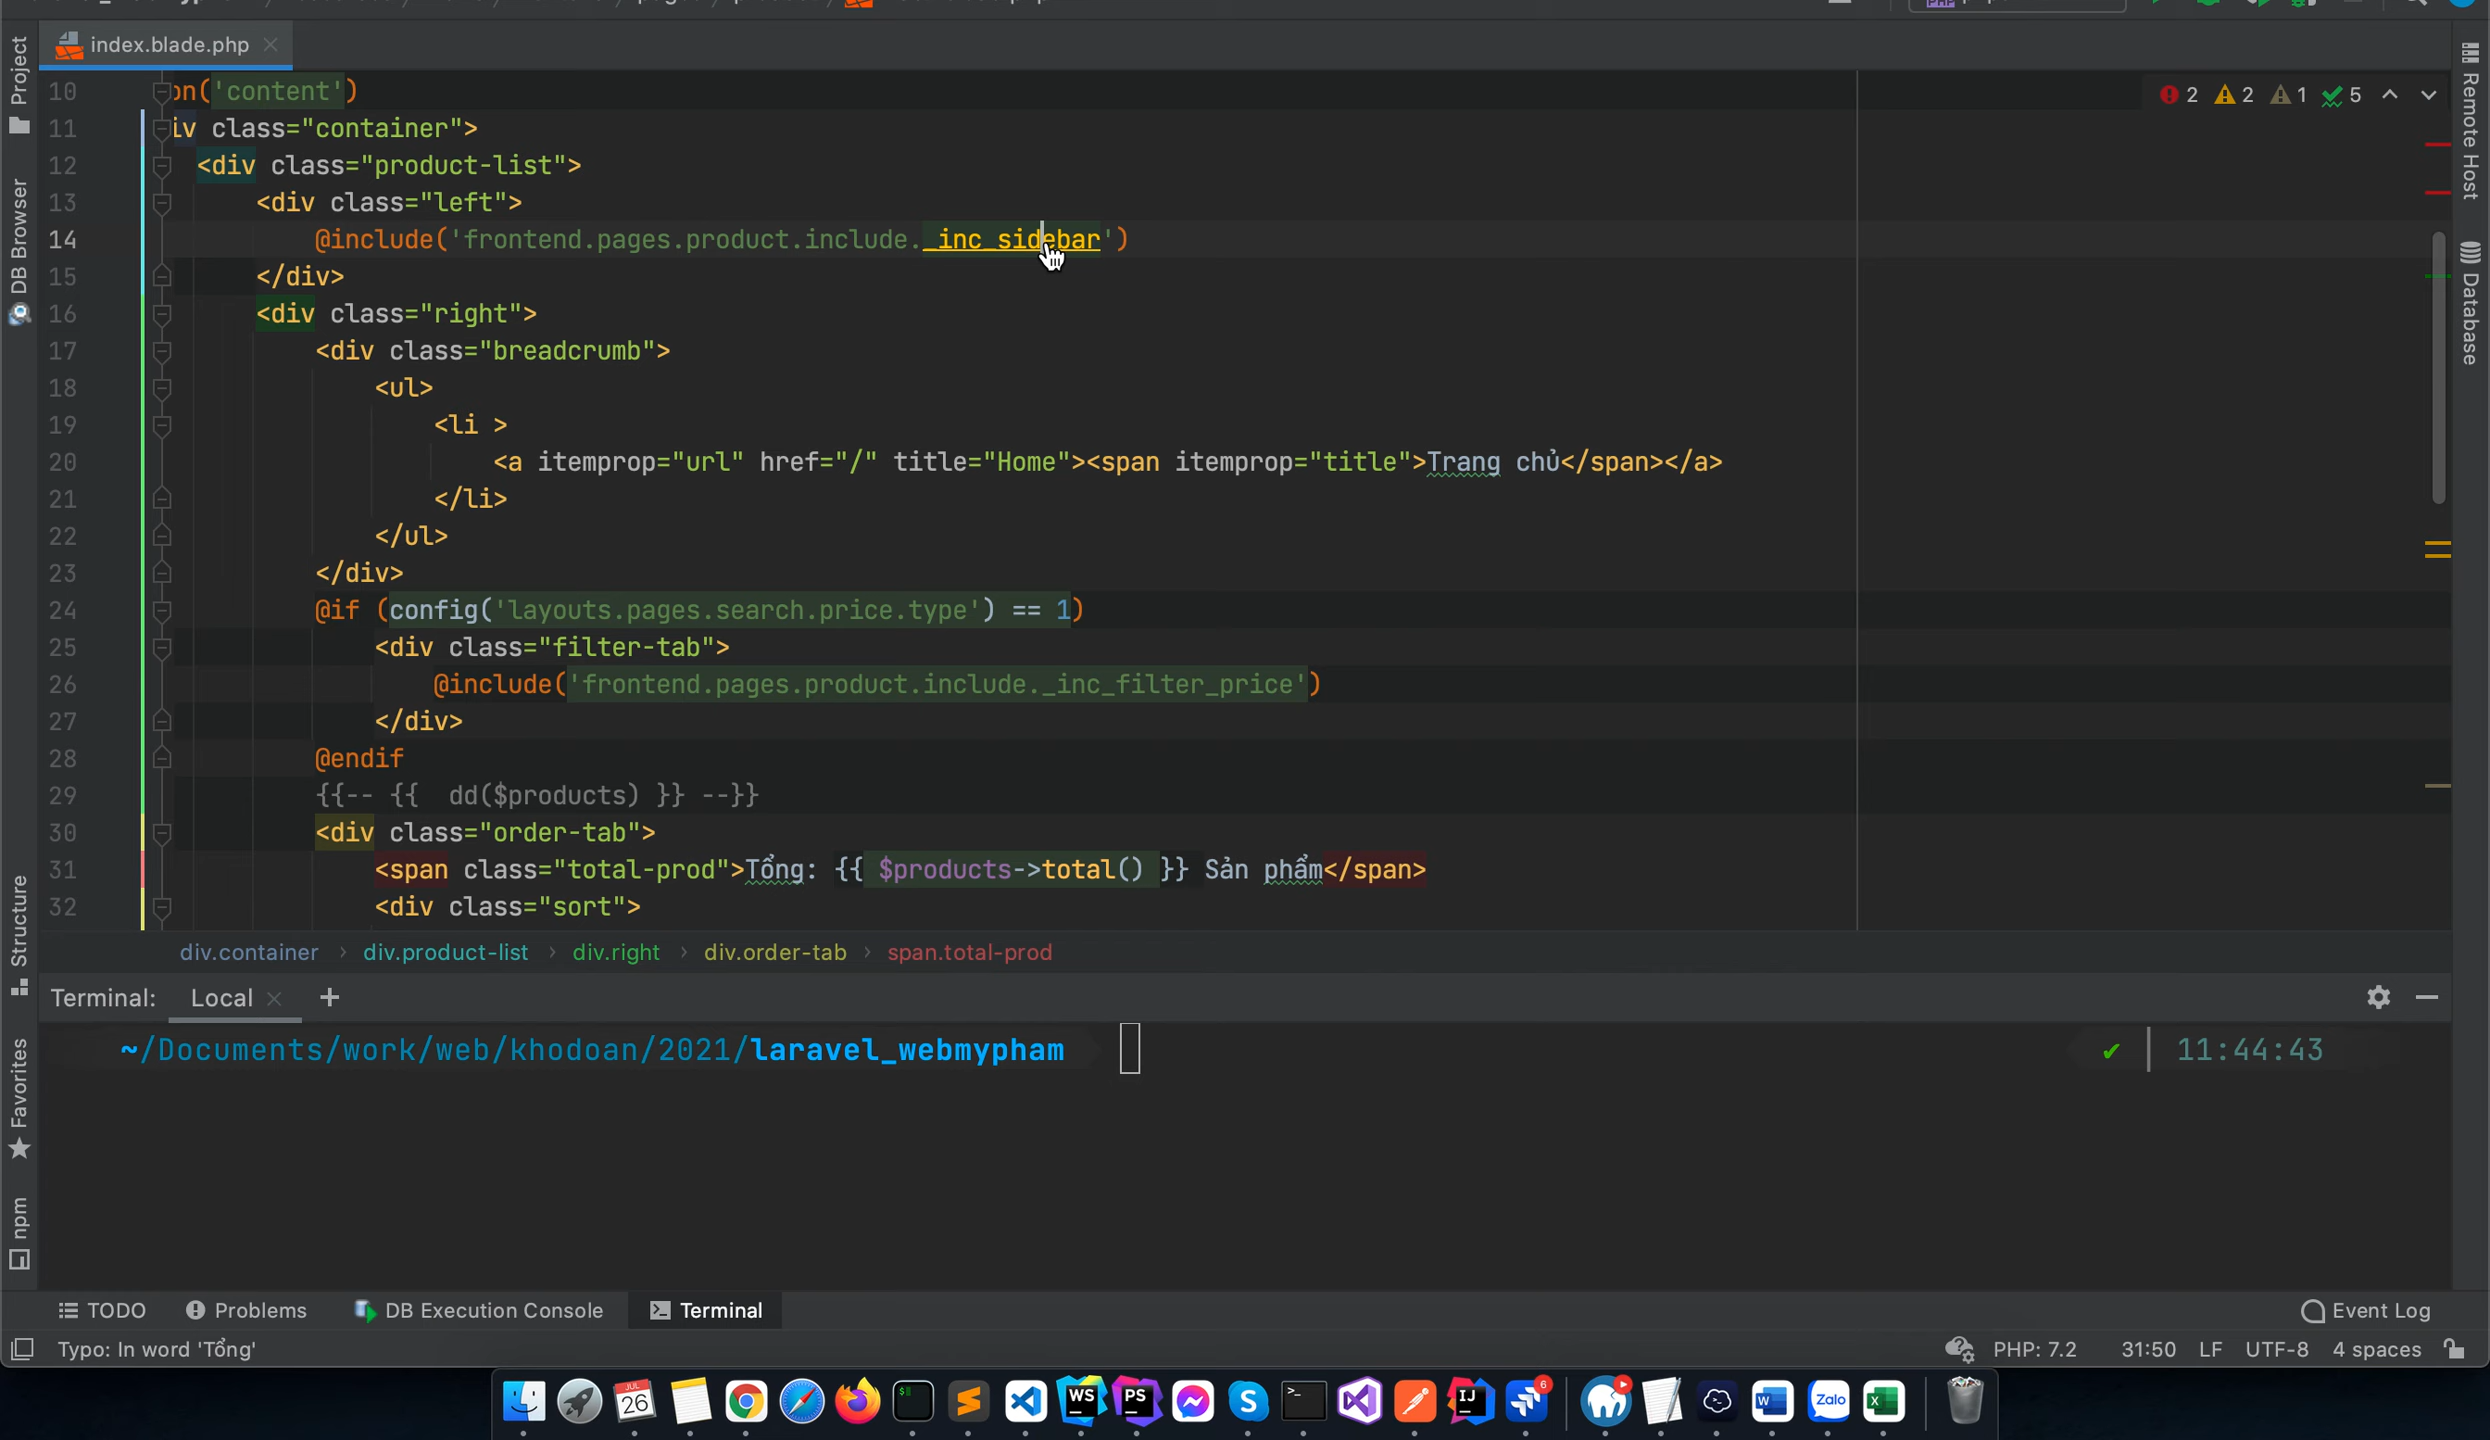 index.blade.php
Project
DB Browser
Structure
Favorites
npm
Remote Host
Database
2 2 1 5
10 on('content')
11 iv class="container">
12 <div class="product-list">
13 <div class="left">
14 @include('frontend.pages.product.include._inc_sidebar')
15 </div>
16 <div class="right">
17 <div class="breadcrumb">
18 <ul>
19 <li >
20 <a itemprop="url" href="/" title="Home"><span itemprop="title">Trang chủ</span></a>
21 </li>
22 </ul>
23 </div>
24 @if (config('layouts.pages.search.price.type') == 1)
25 <div class="filter-tab">
26 @include('frontend.pages.product.include._inc_filter_price')
27 </div>
28 @endif
29 {{-- {{  dd($products) }} --}}
30 <div class="order-tab">
31 <span class="total-prod">Tổng: {{ $products->total() }} Sản phẩm</span>
32 <div class="sort">
div.container › div.product-list › div.right › div.order-tab › span.total-prod
Terminal: Local +
~/Documents/work/web/khodoan/2021/laravel_webmypham
✔ 11:44:43
TODO Problems DB Execution Console Terminal Event Log
Typo: In word 'Tổng' PHP: 7.2 31:50 LF UTF-8 4 spaces
JUL 26 WS PS IJ 6 Zalo